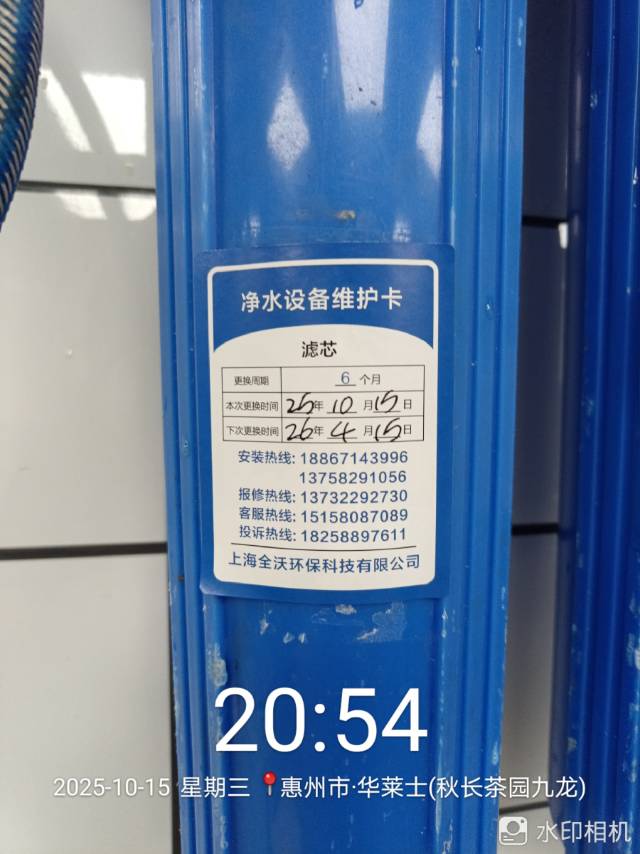 净水设备维护卡
滤芯
更换周期 6 个月
本次更换时间 25年 10 月 15 日
下次更换时间 26年 4 月 15 日
安装热线: 18867143996
13758291056
报修热线: 13732292730
客服热线: 15158087089
投诉热线: 18258897611
上海全沃环保科技有限公司
20:54
2025-10-15 星期三 惠州市·华莱士(秋长茶园九龙)
水印相机